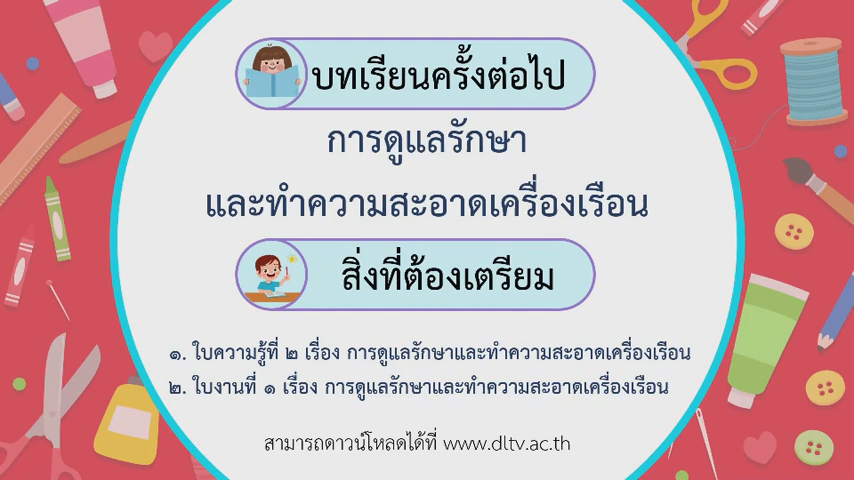 บทเรียนครั้งต่อไป
การดูแลรักษา
และทำความสะอาดเครื่องเรือน
สิ่งที่ต้องเตรียม
๑. ใบความรู้ที่ ๒ เรื่อง การดูแลรักษาและทำความสะอาดเครื่องเรือน
๒. ใบงานที่ ๑ เรื่อง การดูแลรักษาและทำความสะอาดเครื่องเรือน
สามารถดาวน์โหลดได้ที่ www.dltv.ac.th